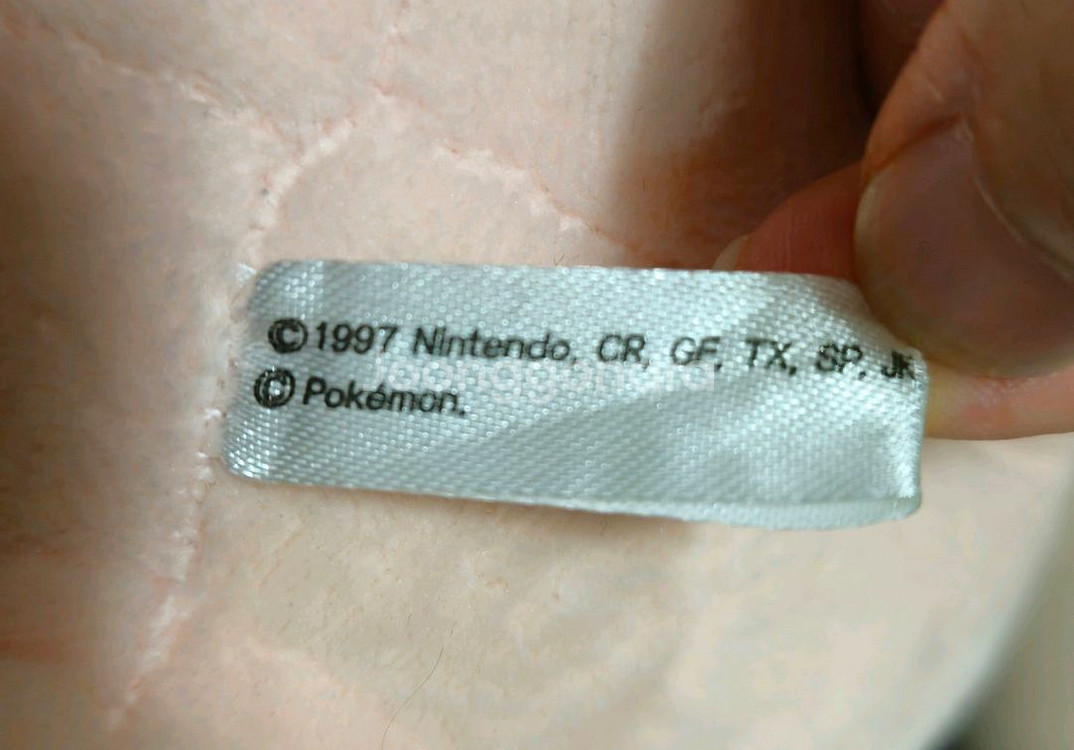 ©1997 Nintendo, CR, GF, TX, SP, JK
©Pokémon.